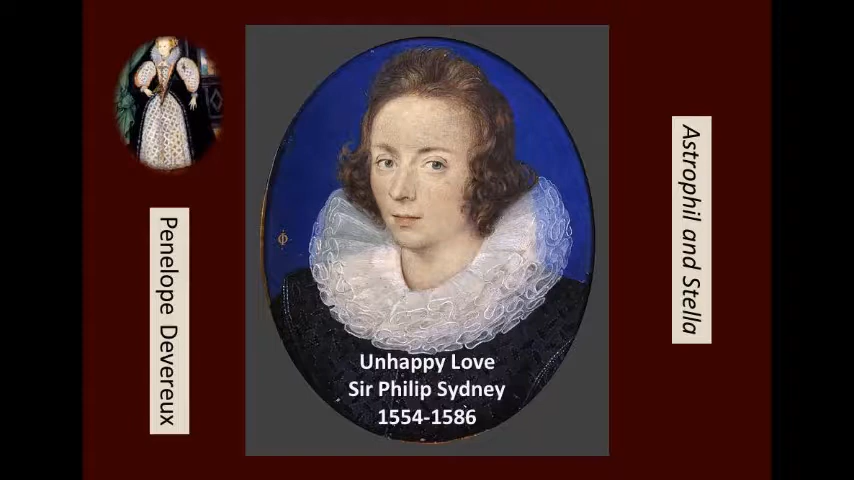 Penelope Devereux
Unhappy Love
Sir Philip Sydney
1554-1586
Astrophil and Stella